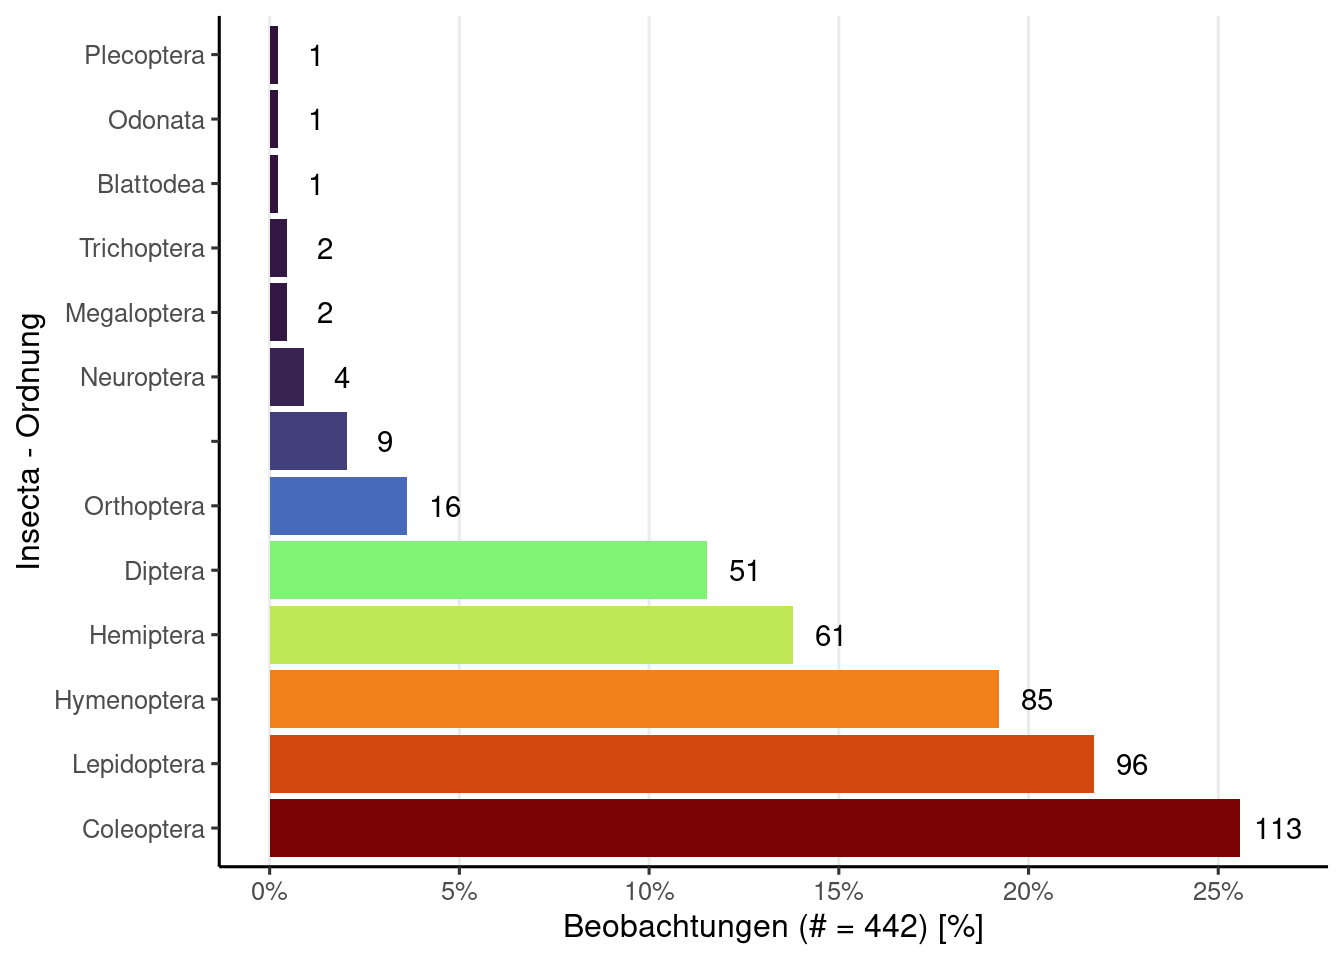 Plecoptera 1
Odonata 1
Blattodea 1
Trichoptera 2
Megaloptera 2
Neuroptera 4
9
Orthoptera 16
Diptera 51
Hemiptera 61
Hymenoptera 85
Lepidoptera 96
Coleoptera 113
Insecta - Ordnung
0% 5% 10% 15% 20% 25%
Beobachtungen (# = 442) [%]